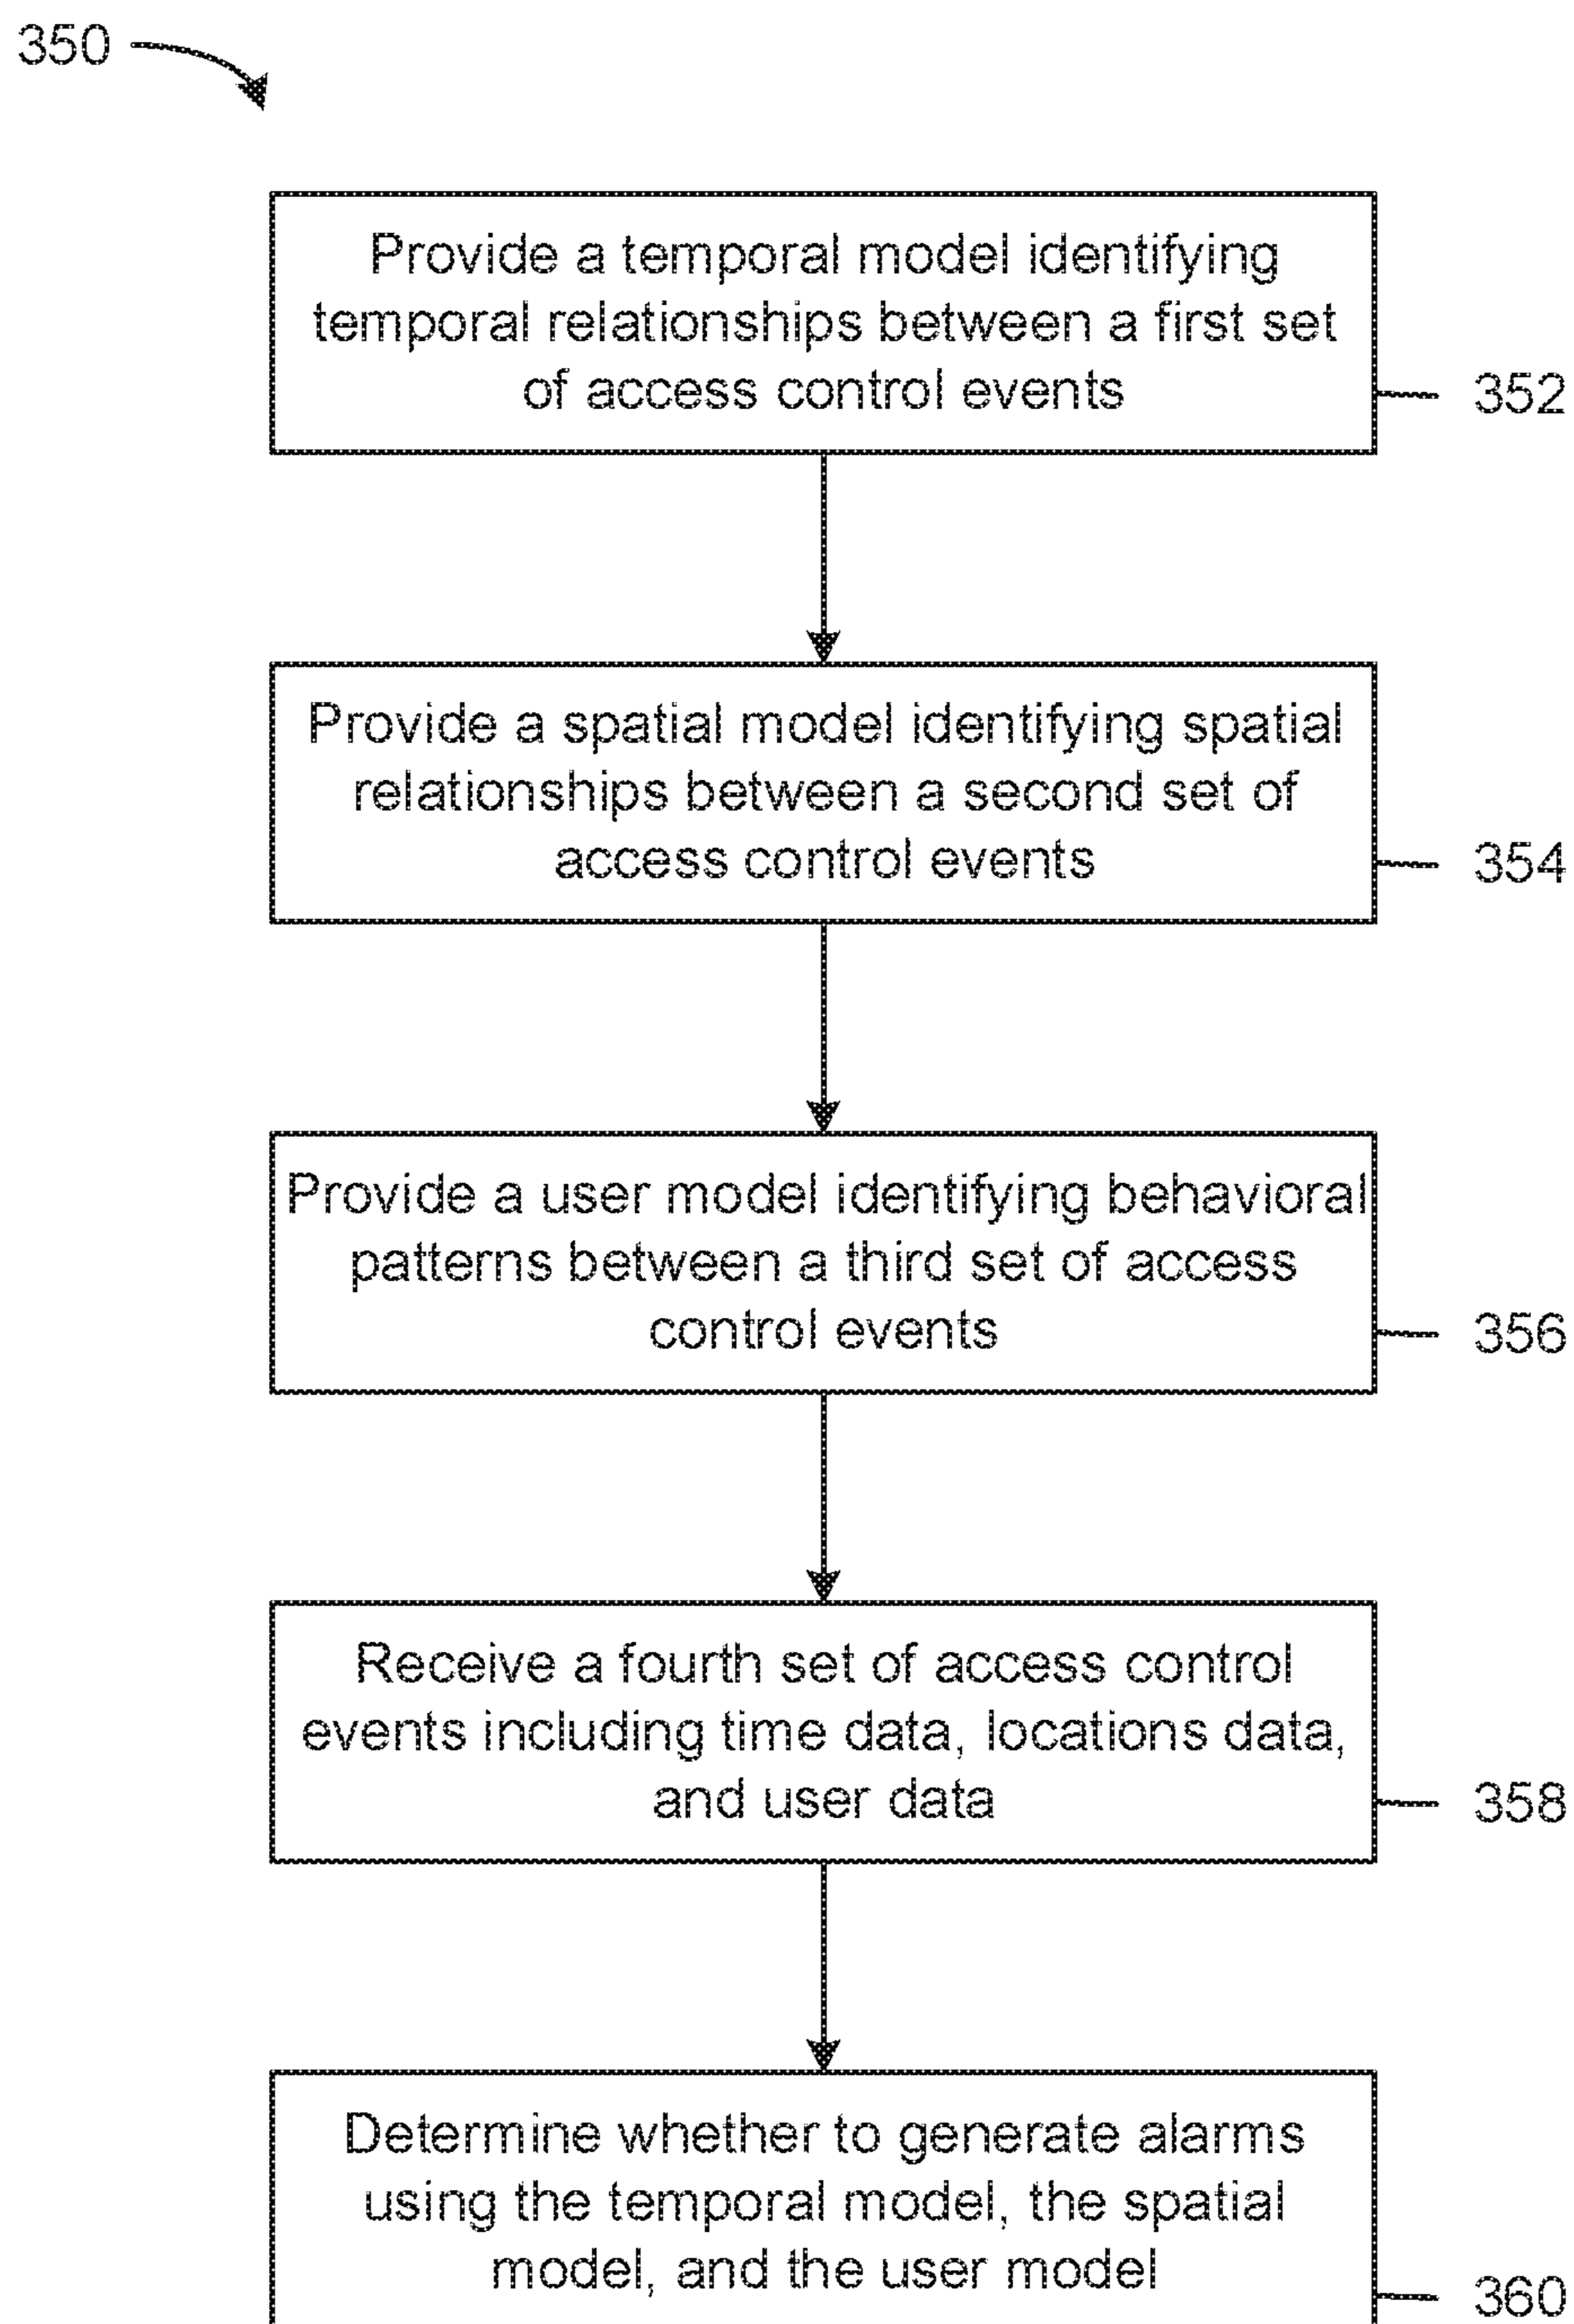 350
Provide a temporal model identifying
temporal relationships between a first set
of access control events
352
Provide a spatial model identifying spatial
relationships between a second set of
access control events
354
Provide a user model identifying behavioral
patterns between a third set of access
control events
356
Receive a fourth set of access control
events including time data, locations data,
and user data
358
Determine whether to generate alarms
using the temporal model, the spatial
model, and the user model
360